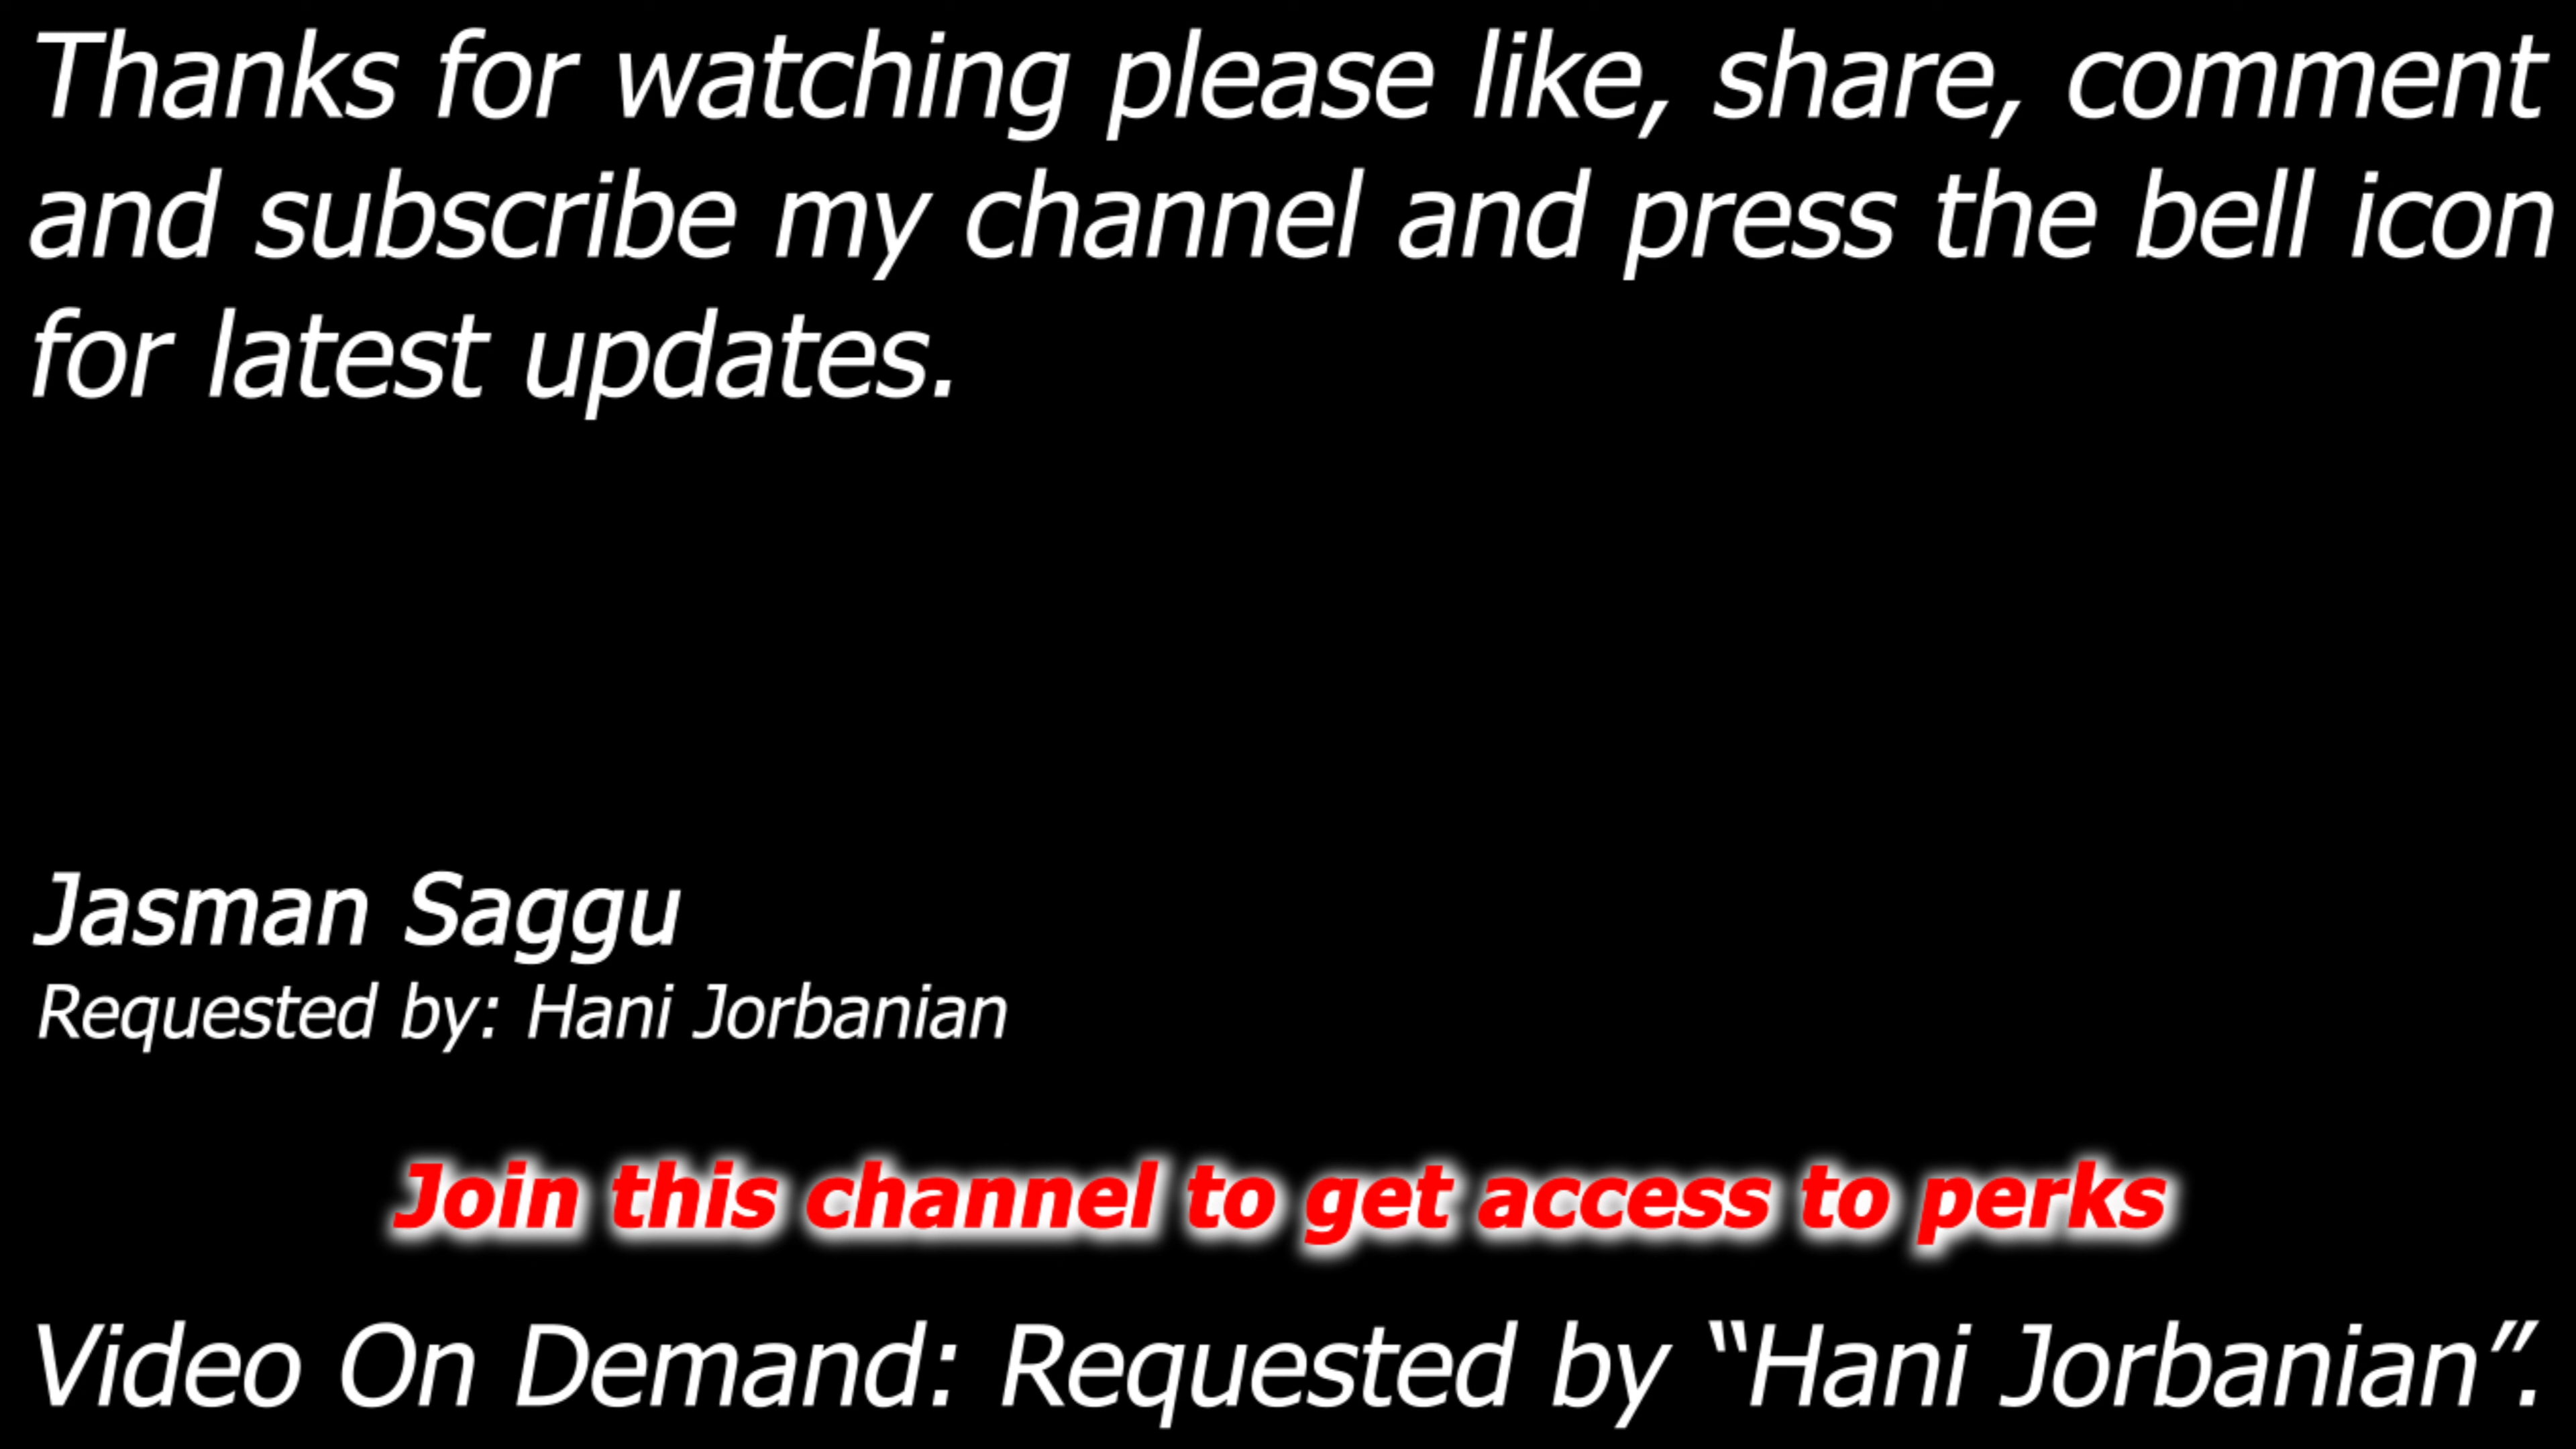 Thanks for watching please like, share, comment
and subscribe my channel and press the bell icon
for latest updates.
Jasman Saggu
Requested by: Hani Jorbanian
Join this channel to get access to perks
Video On Demand: Requested by “Hani Jorbanian”.